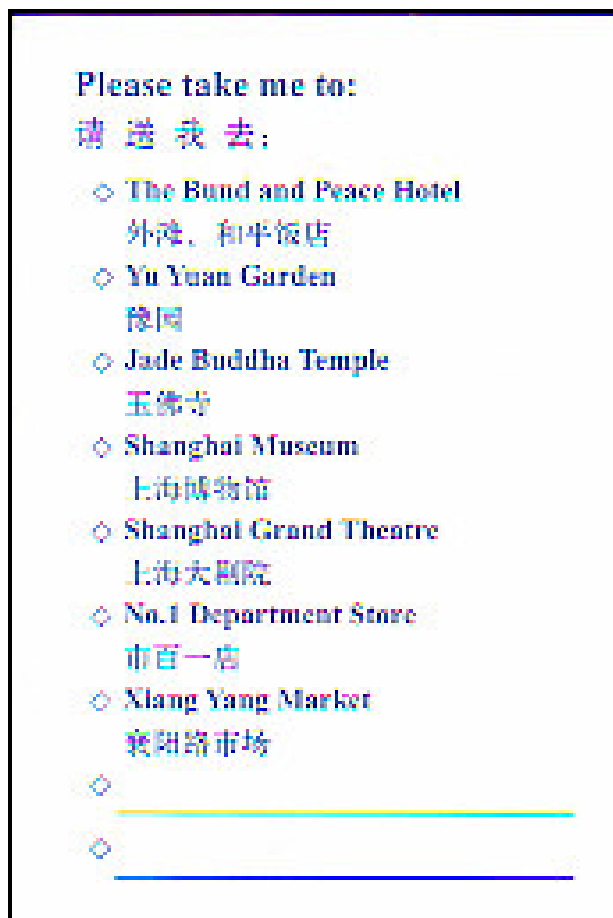 Please take me to:
请 送 我 去:
The Bund and Peace Hotel
外滩、和平饭店
Yu Yuan Garden
豫园
Jade Buddha Temple
玉佛寺
Shanghai Museum
上海博物馆
Shanghai Grand Theatre
上海大剧院
No.1 Department Store
市百一店
Xiang Yang Market
襄阳路市场